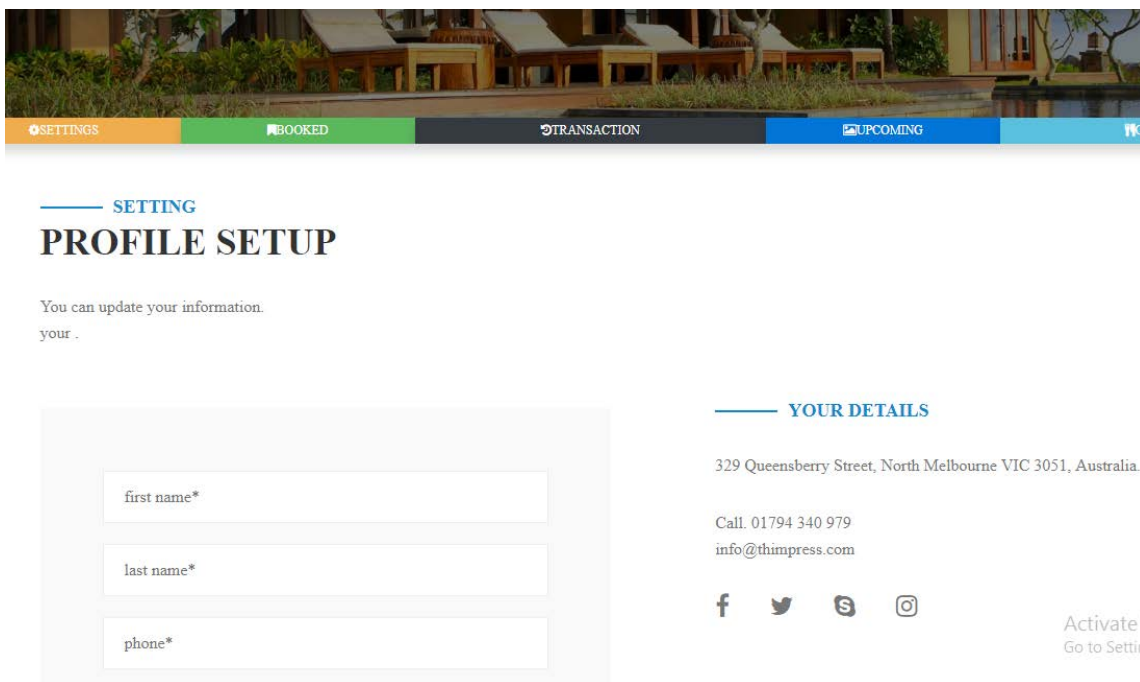 SETTINGS
BOOKED
TRANSACTION
UPCOMING
SETTING
PROFILE SETUP
You can update your information.
your .
YOUR DETAILS
329 Queensberry Street, North Melbourne VIC 3051, Australia.
first name*
Call. 01794 340 979
info@thimpress.com
last name*
phone*
Activate
Go to Settin